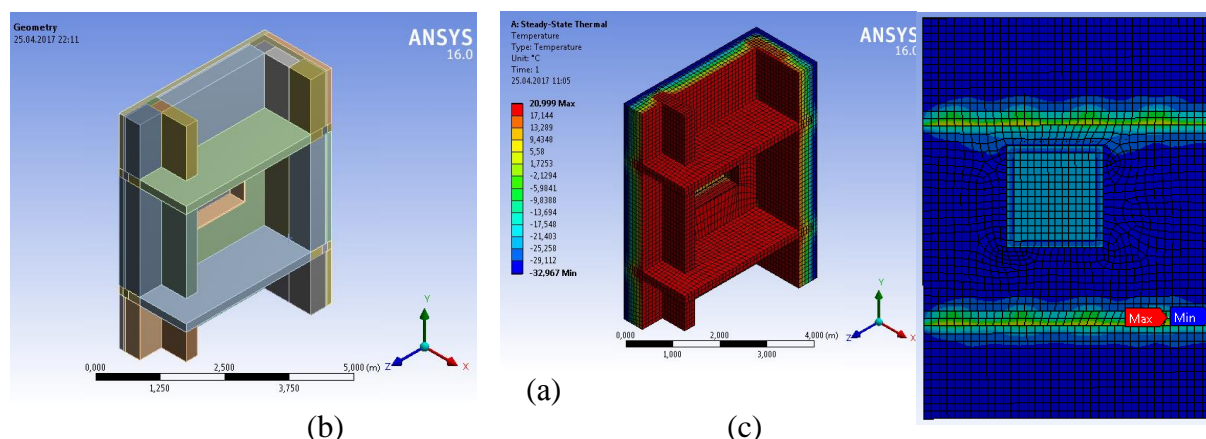 Geometry
25.04.2017 22:11
ANSYS
16.0
0,000
2,500
5,000 (m)
1,250
3,750
Y
Z
X
A: Steady-State Thermal
Temperature
Type: Temperature
Unit: °C
Time: 1
25.04.2017 11:05
ANSYS
16.0
20,999 Max
17,144
13,289
9,4348
5,58
1,7253
-2,1294
-5,9841
-9,8388
-13,694
-17,548
-21,403
-25,258
-29,112
-32,967 Min
0,000
2,000
4,000 (m)
1,000
3,000
Y
Z
X
Max
Min
(a)
(b)
(c)